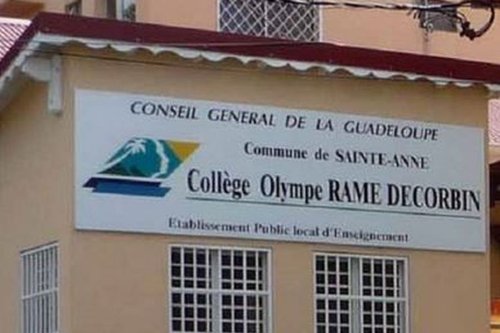 CONSEIL GENERAL DE LA GUADELOUPE
Commune de SAINTE-ANNE
Collège Olympe RAME DECORBIN
Etablissement Public local d'Enseignement